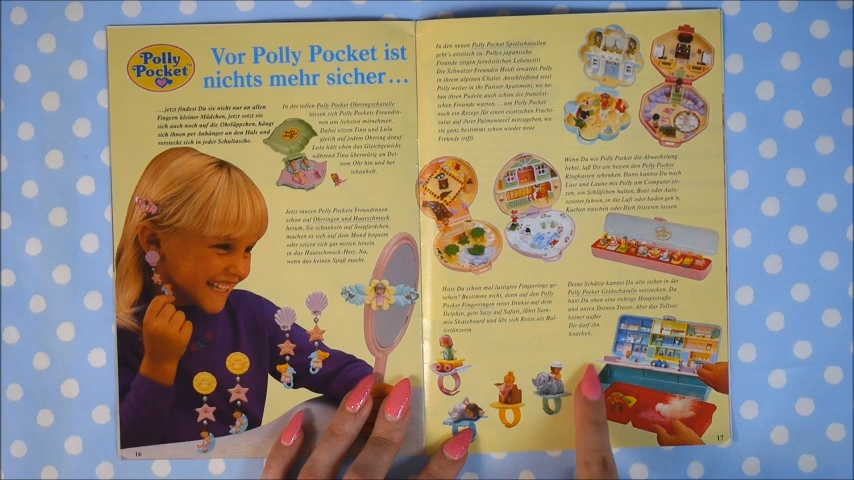 Polly
Pocket
Vor Polly Pocket ist
nichts mehr sicher...
...jetzt findest Du sie nicht nur an allen
Fingern kleiner Mädchen, jetzt setzt sie
sich auch noch auf die Ohrläppchen, hängt
sich ihnen per Anhänger an den Hals und
versteckt sich in jeder Schultasche.
In der tollen Polly Pocket Ohrringschatulle
lassen sich Polly Pockets Freundin-
nen am liebsten mitnehmen.
Dabei sitzen Tina und Lulu
gleich auf jedem Ohrring drauf.
Lulu hält oben das Gleichgewicht,
während Tina übermütig an Dei-
nem Ohr hin und her
schaukelt.
Jetzt tanzen Polly Pockets Freundinnen
schon auf Ohrringen und Haarschmuck
herum. Sie schaukeln auf Seepferdchen,
machen es sich auf dem Mond bequem
oder setzen sich gar mitten hinein
in das Haarschmuck-Herz. Na,
wenn das keinen Spaß macht.
16
In den neuen Polly Pocket Spielschatullen
geht's exotisch zu. Pollys japanische
Freunde zeigen fernöstliches Lebensstil.
Die Schweizer Freundin Heidi erwartet Polly
in ihrem alpinen Chalet. Anschließend reist
Polly weiter in ihr Pariser Apartment, wo ne-
ben ihren Pudeln auch schon die französi-
schen Freunde warten, ... um Polly Pocket
noch ein Rezept für einen exotischen Frucht-
salat auf ihrer Palmeninsel mitzugeben, wo
sie ganz bestimmt schon wieder neue
Freunde trifft.
Wenn Du wie Polly Pocket die Abwechslung
liebst, laß Dir am besten den Polly Pocket
Ringkasten schenken. Dann kannst Du nach
Lust und Laune mit Polly am Computer sit-
zen, ein Schläfchen halten, Boot oder Auto-
scooter fahren, in die Luft oder baden geh'n,
Kuchen naschen oder Dich frisieren lassen.
Hast Du schon mal lustigere Fingerringe ge-
sehen? Bestimmt nicht, denn auf den Polly
Pocket Fingerringen reitet Deekie auf dem
Delphin, geht Suzy auf Safari, fährt Sam-
mie Skateboard und übt sich Rosie als Bal-
lettänzerin.
Deine Schätze kannst Du alle sicher in der
Polly Pocket Geldschatulle verstecken. Da
hast Du oben eine richtige Hauptstraße
und unten Deinen Tresor. Aber das Tollste:
keiner außer
Dir darf ihn
knacken.
17